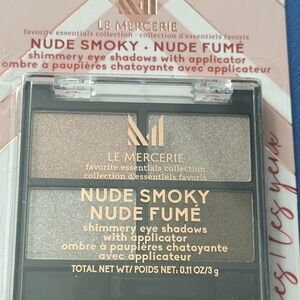 LE MERCERIE
favorite essentials collection • collection d'essentiels favoris
NUDE SMOKY • NUDE FUMÉ
shimmery eye shadows with applicator
ombre à paupières chatoyante avec applicateur
LE MERCERIE
favorite essentials collection
collection d'essentiels favoris
NUDE SMOKY
NUDE FUMÉ
shimmery eye shadows
with applicator
ombre à paupières chatoyante
avec applicateur
TOTAL NET WT/ POIDS NET: 0.11 OZ/3 g
les yeux